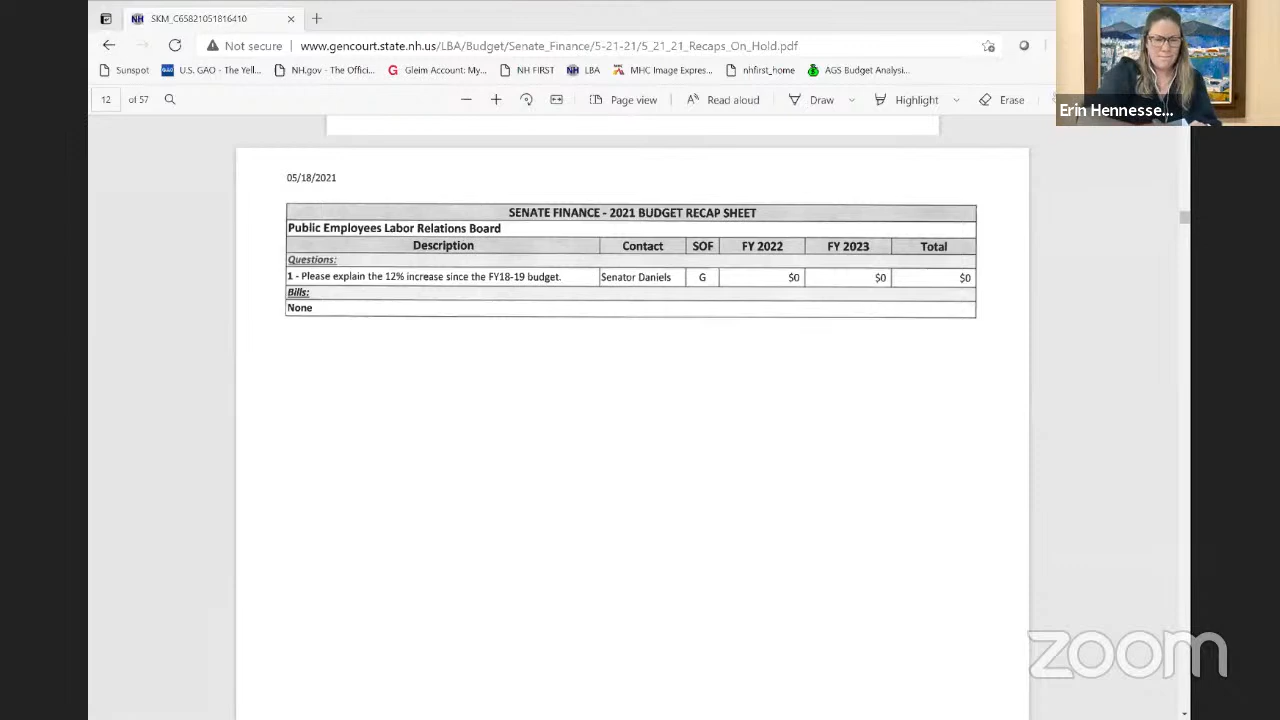 SKM_C65821051816410
Not secure
www.gencourt.state.nh.us/LBA/Budget/Senate_Finance/5-21-21/5_21_21_Recaps_On_Hold.pdf
Sunspot
U.S. GAO - The Yell...
NH.gov - The Offici...
Gleim Account: My...
NH FIRST
LBA
MHC Image Expres...
nhfirst_home
AGS Budget Analysi...
12 of 57
Page view
Read aloud
Draw
Highlight
Erase
Erin Hennesse...
05/18/2021
SENATE FINANCE - 2021 BUDGET RECAP SHEET
Public Employees Labor Relations Board
Description Contact SOF FY 2022 FY 2023 Total
Questions:
1 - Please explain the 12% increase since the FY18-19 budget. Senator Daniels G $0 $0 $0
Bills:
None
zoom